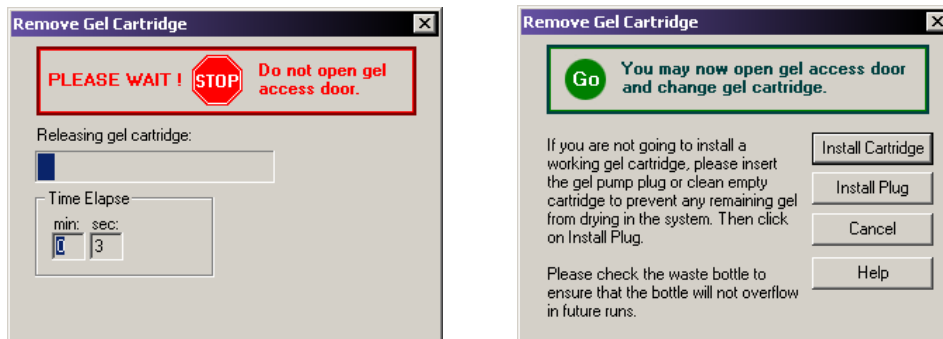 Remove Gel Cartridge
PLEASE WAIT !
STOP
Do not open gel
access door.
Releasing gel cartridge:
Time Elapse
min: sec:
0 3
Remove Gel Cartridge
Go
You may now open gel access door
and change gel cartridge.
If you are not going to install a
working gel cartridge, please insert
the gel pump plug or clean empty
cartridge to prevent any remaining gel
from drying in the system. Then click
on Install Plug.
Please check the waste bottle to
ensure that the bottle will not overflow
in future runs.
Install Cartridge
Install Plug
Cancel
Help